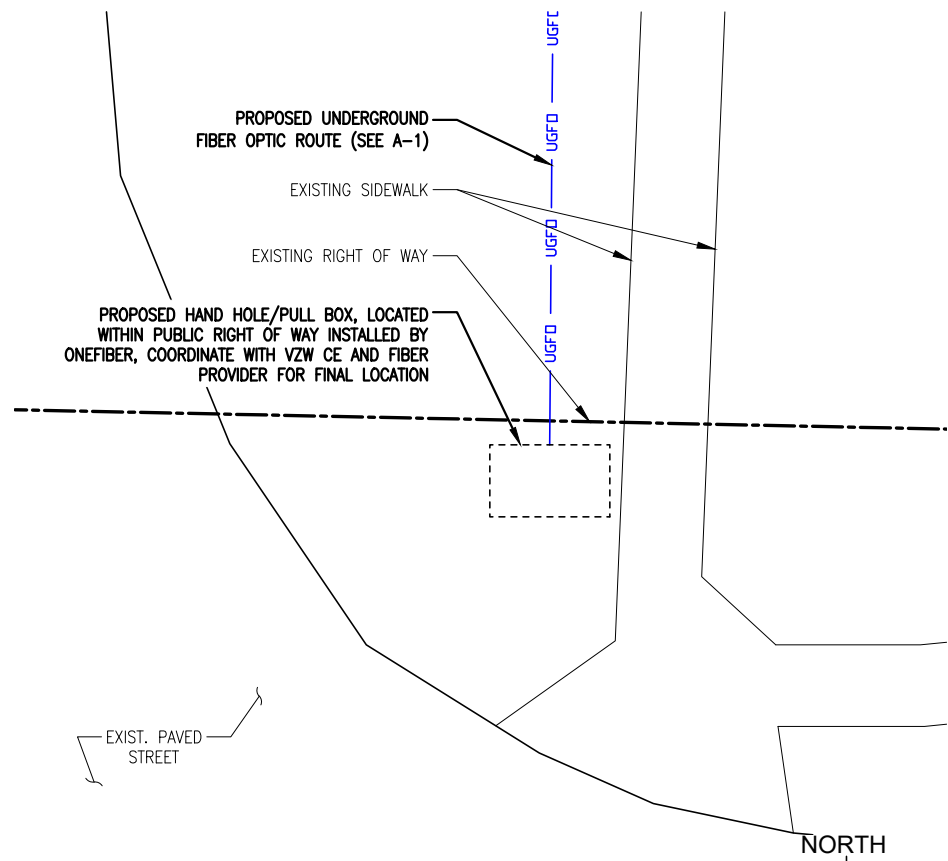 UGFO
PROPOSED UNDERGROUND
FIBER OPTIC ROUTE (SEE A-1)
UGFO
EXISTING SIDEWALK
UGFO
EXISTING RIGHT OF WAY
PROPOSED HAND HOLE/PULL BOX, LOCATED
WITHIN PUBLIC RIGHT OF WAY INSTALLED BY
ONEFIBER, COORDINATE WITH VZW CE AND FIBER
PROVIDER FOR FINAL LOCATION
UGFO
EXIST. PAVED
STREET
NORTH